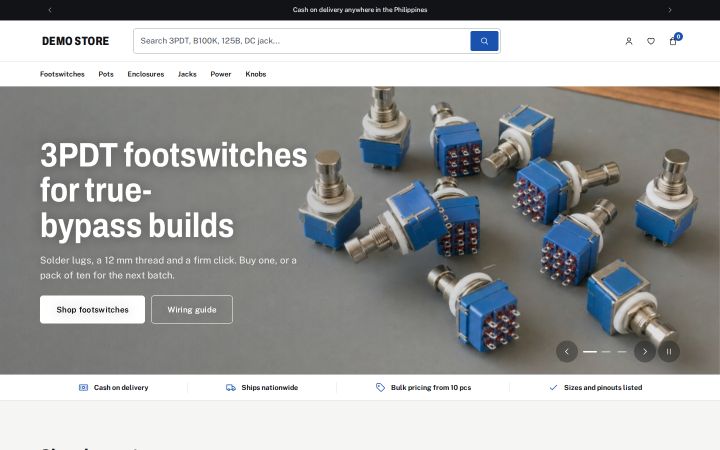 Cash on delivery anywhere in the Philippines
DEMO STORE
Search 3PDT, B100K, 125B, DC jack...
0
Footswitches Pots Enclosures Jacks Power Knobs
3PDT footswitches
for true-
bypass builds
Solder lugs, a 12 mm thread and a firm click. Buy one, or a
pack of ten for the next batch.
Shop footswitches Wiring guide
Cash on delivery Ships nationwide Bulk pricing from 10 pcs Sizes and pinouts listed